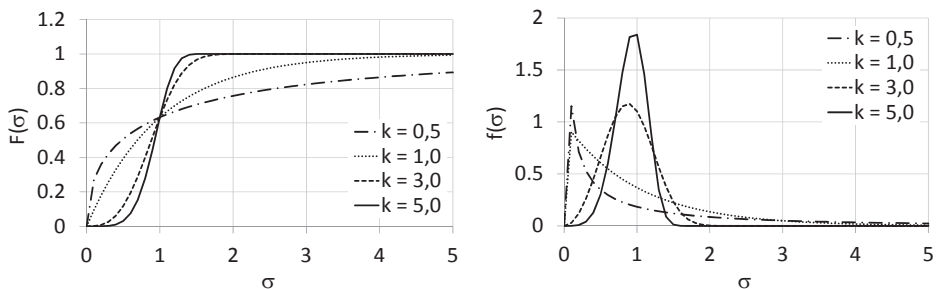 F(σ)
1.2
1
0.8
0.6
0.4
0.2
0
0 1 2 3 4 5
σ
k = 0,5
k = 1,0
k = 3,0
k = 5,0
f(σ)
2
1.5
1
0.5
0
0 1 2 3 4 5
σ
k = 0,5
k = 1,0
k = 3,0
k = 5,0